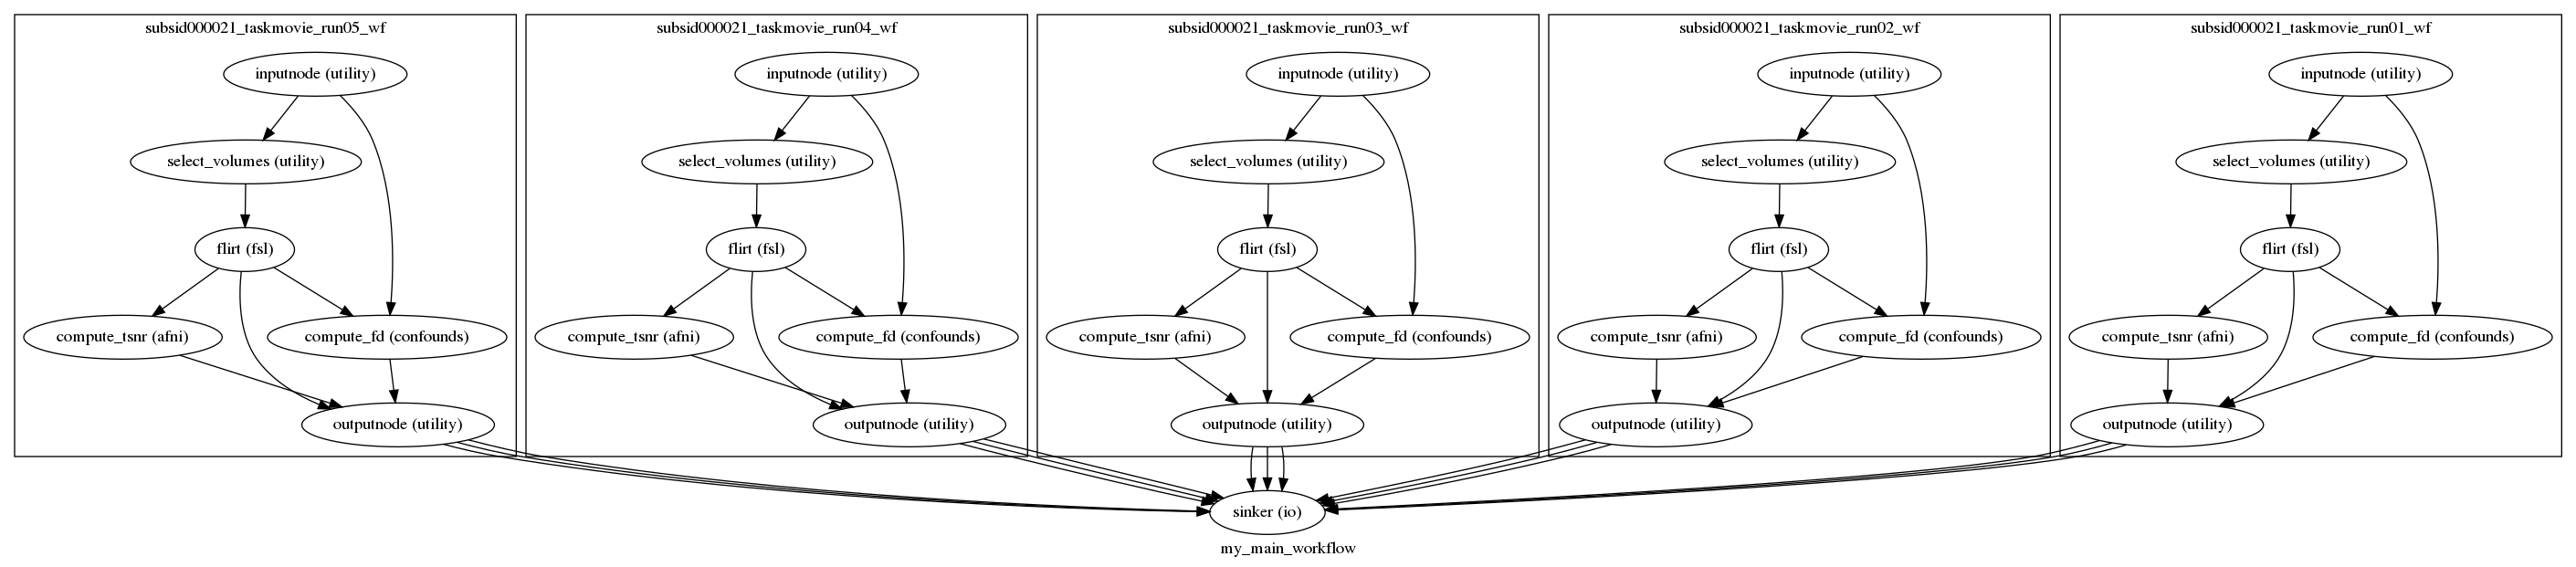 subsid000021_taskmovie_run05_wf
inputnode (utility)
select_volumes (utility)
flirt (fsl)
compute_tsnr (afni)
compute_fd (confounds)
outputnode (utility)
subsid000021_taskmovie_run04_wf
inputnode (utility)
select_volumes (utility)
flirt (fsl)
compute_tsnr (afni)
compute_fd (confounds)
outputnode (utility)
subsid000021_taskmovie_run03_wf
inputnode (utility)
select_volumes (utility)
flirt (fsl)
compute_tsnr (afni)
compute_fd (confounds)
outputnode (utility)
subsid000021_taskmovie_run02_wf
inputnode (utility)
select_volumes (utility)
flirt (fsl)
compute_tsnr (afni)
compute_fd (confounds)
outputnode (utility)
subsid000021_taskmovie_run01_wf
inputnode (utility)
select_volumes (utility)
flirt (fsl)
compute_tsnr (afni)
compute_fd (confounds)
outputnode (utility)
sinker (io)
my_main_workflow